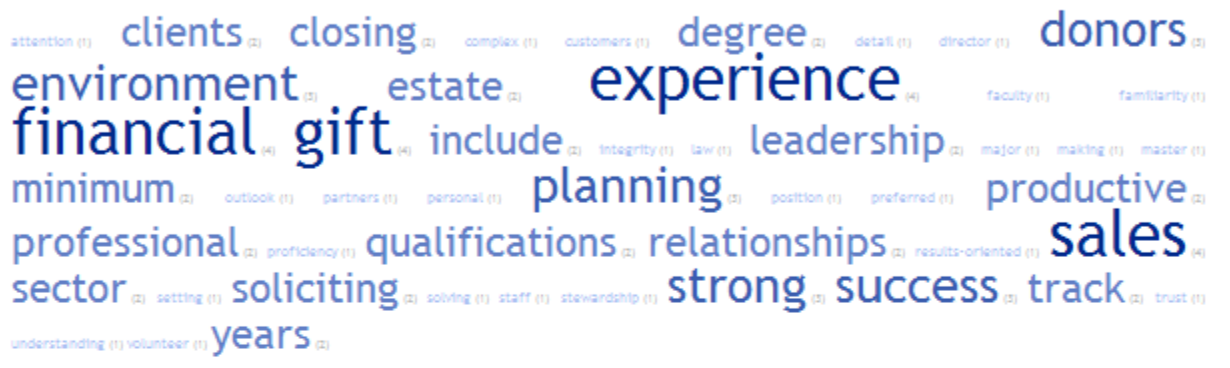 attention (1) clients (2) closing (2) complex (1) customers (1) degree (2) detail (1) director (1) donors (3)
environment (3) estate (2) experience (4) faculty (1) familiarity (1)
financial (4) gift (4) include (2) integrity (1) law (1) leadership (2) major (1) making (1) master (1)
minimum (2) outlook (1) partners (1) personal (1) planning (3) position (1) preferred (1) productive (2)
professional (2) proficiency (1) qualifications (2) relationships (2) results-oriented (1) sales (4)
sector (2) setting (1) soliciting (2) solving (1) staff (1) stewardship (1) strong (3) success (3) track (2) trust (1)
understanding (1) volunteer (1) years (2)